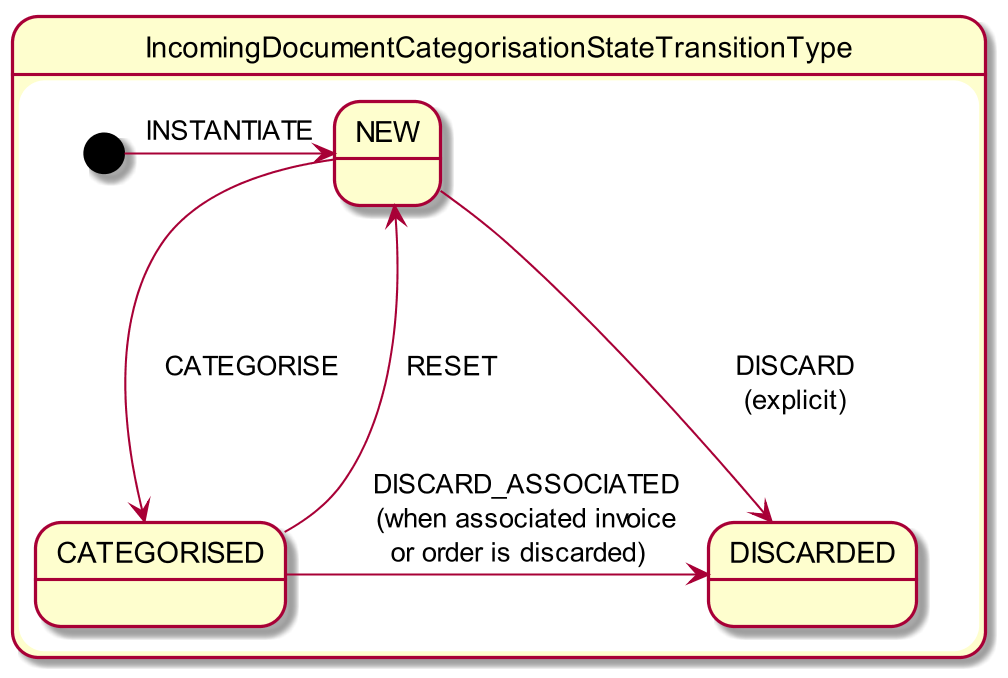 IncomingDocumentCategorisationStateTransitionType
INSTANTIATE
NEW
CATEGORISE
RESET
DISCARD
(explicit)
DISCARD_ASSOCIATED
(when associated invoice
or order is discarded)
CATEGORISED
DISCARDED